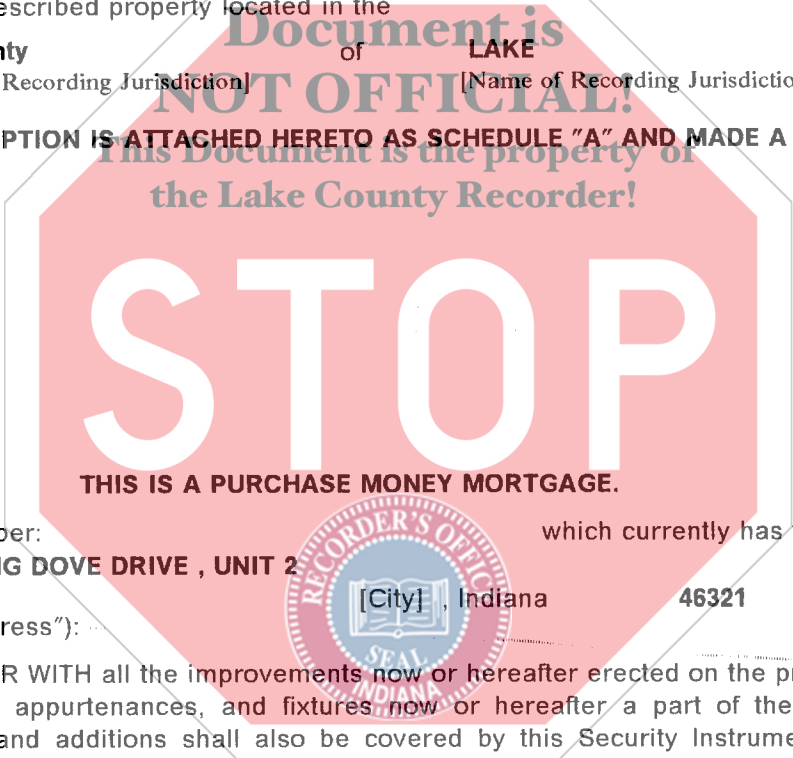 escribed property located in the
Document is
nty of LAKE
Recording Jurisdiction] [Name of Recording Jurisdictio
NOT OFFICIAL!
PTION IS ATTACHED HERETO AS SCHEDULE "A" AND MADE A
This Document is the property of
the Lake County Recorder!
STOP
THIS IS A PURCHASE MONEY MORTGAGE.
ber: which currently has
G DOVE DRIVE , UNIT 2
[City] , Indiana 46321
ress"):
RECORDER'S OFFICE
SEAL
INDIANA
R WITH all the improvements now or hereafter erected on the pr
appurtenances, and fixtures now or hereafter a part of the
and additions shall also be covered by this Security Instrume